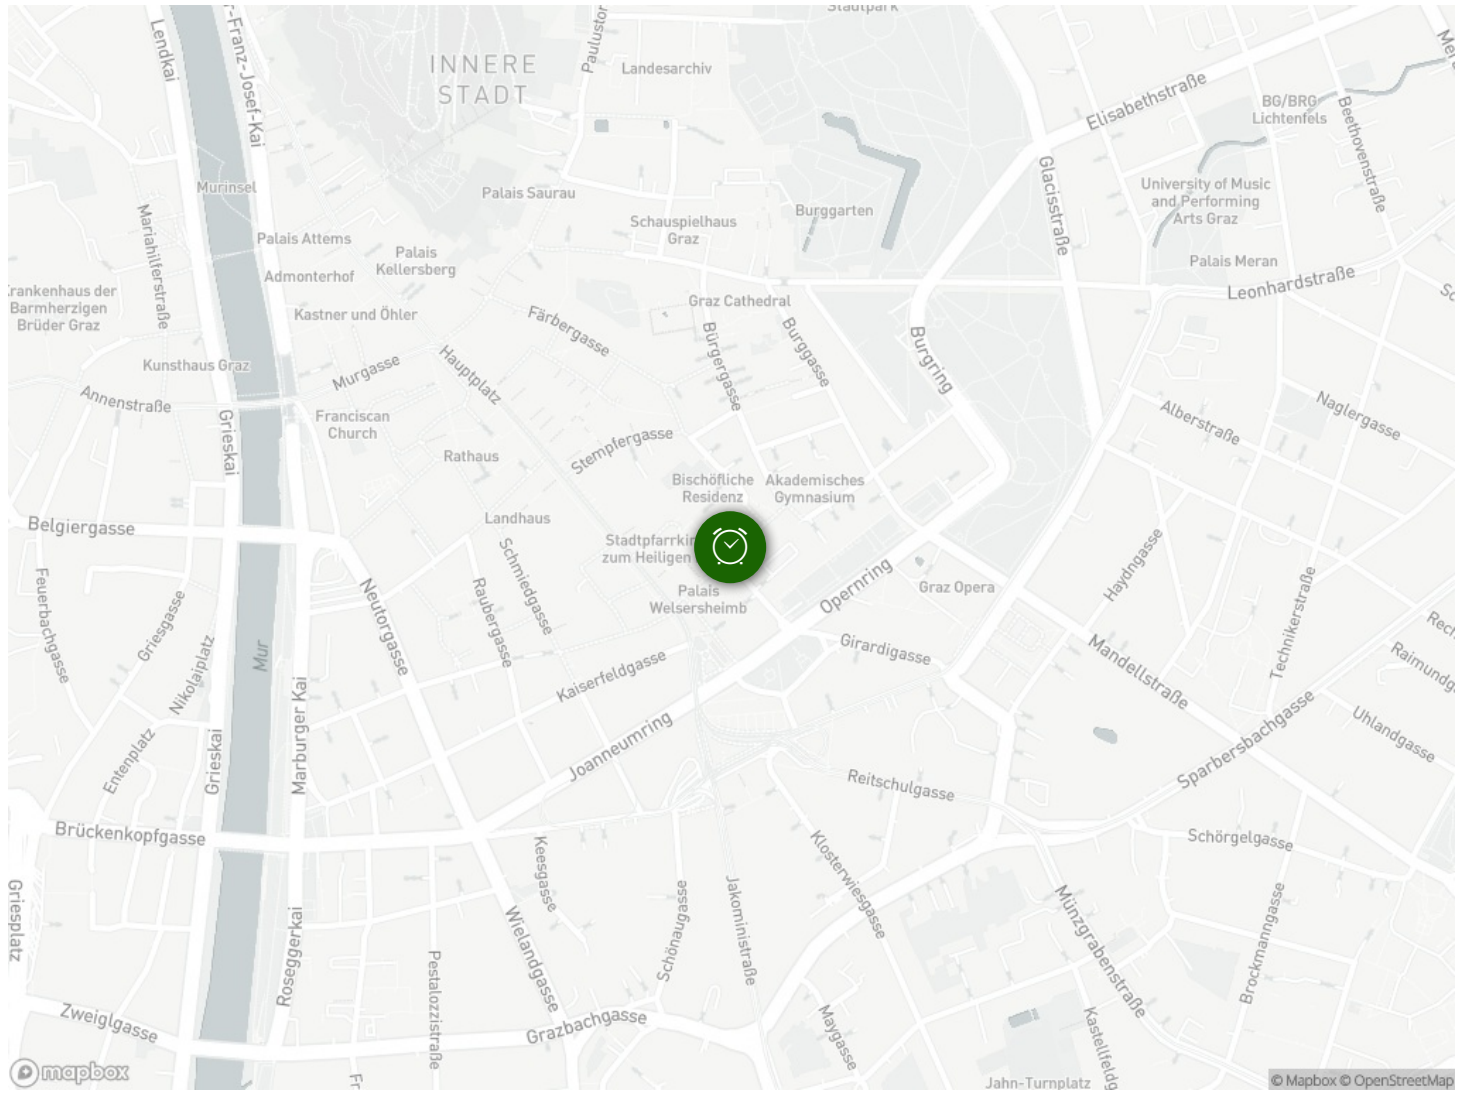 Stadtpark
Lendkai
Franz-Josef-Kai
INNERE
STADT
Landesarchiv
Elisabethstraße
BG/BRG
Lichtenfels
Beethovenstraße
Murinsel
Palais Saurau
Burggarten
Glacisstraße
University of Music
and Performing
Arts Graz
Mariahilferstraße
Palais Attems
Schauspielhaus
Graz
Palais
Kellersberg
Admonterhof
Palais Meran
Leonhardstraße
Krankenhaus der
Barmherzigen
Brüder Graz
Kastner und Öhler
Färbergasse
Graz Cathedral
Bürgergasse
Burggasse
Burgring
Kunsthaus Graz
Murgasse
Hauptplatz
Annenstraße
Grieskai
Franciscan
Church
Stempfergasse
Alberstraße
Naglergasse
Rathaus
Bischöfliche
Residenz
Akademisches
Gymnasium
Belgiergasse
Landhaus
Stadtpfarrkir
zum Heiligen
Schmiedgasse
Palais
Welsersheimb
Opernring
Graz Opera
Haydngasse
Technikerstraße
Feuerbachgasse
Griesgasse
Nikolaiplatz
Mur
Neutorgasse
Raubergasse
Girardigasse
Mandellstraße
Kaiserfeldgasse
Marburger Kai
Entenplatz
Grieskai
Joanneumring
Sparbersbachgasse
Uhlandgasse
Reitschulgasse
Brückenkopfgasse
Keesgasse
Klosterwiesgasse
Schörgelgasse
Griesplatz
Roseggerkai
Wielandgasse
Schönaugasse
Jakoministraße
Münzgrabenstraße
Brockmanngasse
Pestalozzistraße
Zweiglgasse
Grazbachgasse
Maygasse
Jahn-Turnplatz
mapbox
© Mapbox © OpenStreetMap